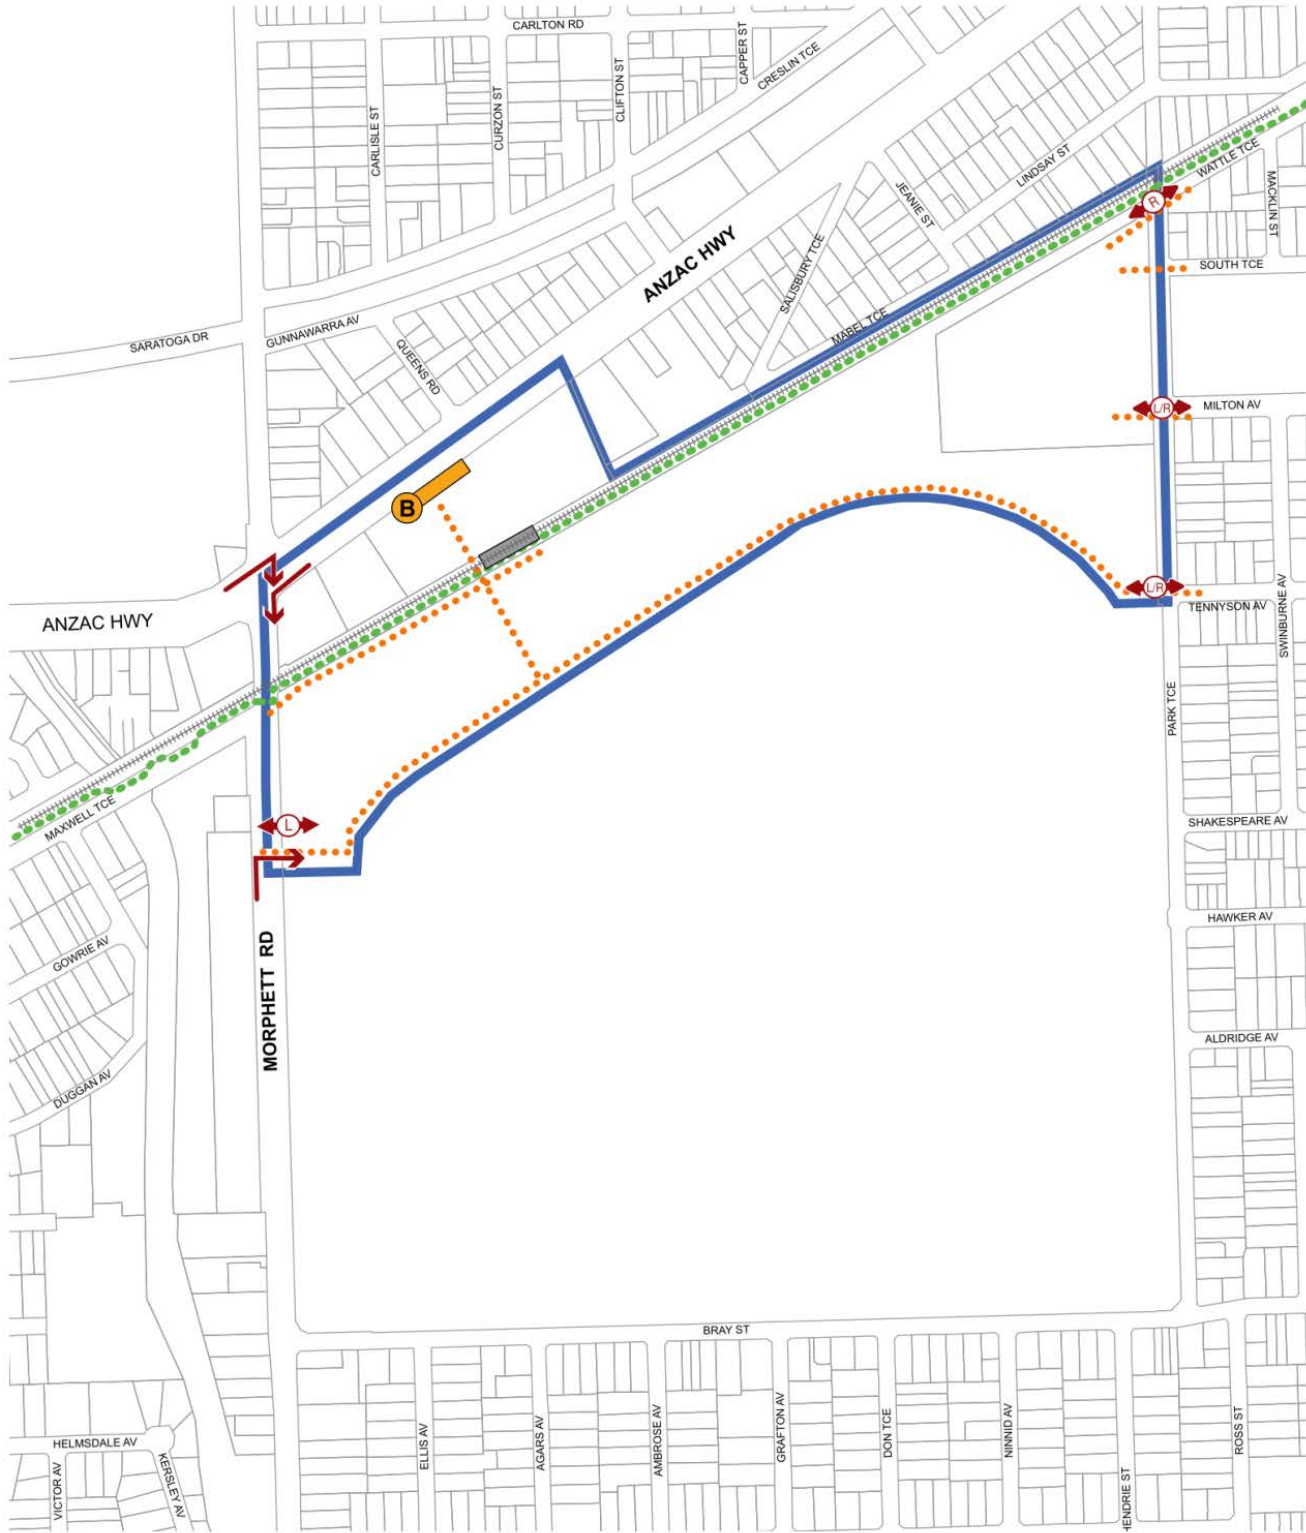 CARLTON RD
CAPPER ST
CRESLIN TCE
CLIFTON ST
CURZON ST
CARLISLE ST
LINDSAY ST
WATTLE TCE
MACKLIN ST
JEANIE ST
R
SALISBURY TCE
ANZAC HWY
SOUTH TCE
SARATOGA DR
GUNNAWARRA AV
MABEL TCE
QUEENS RD
L/R
MILTON AV
B
L/R
TENNYSON AV
SWINBURNE AV
ANZAC HWY
PARK TCE
MAXWELL TCE
L
SHAKESPEARE AV
HAWKER AV
GOWRIE AV
MORPHETT RD
ALDRIDGE AV
DUGGAN AV
BRAY ST
HELMSDALE AV
VICTOR AV
KERSLEY AV
ELLIS AV
AGARS AV
AMBROSE AV
GRAFTON AV
DON TCE
NINNID AV
HENDRIE ST
ROSS ST